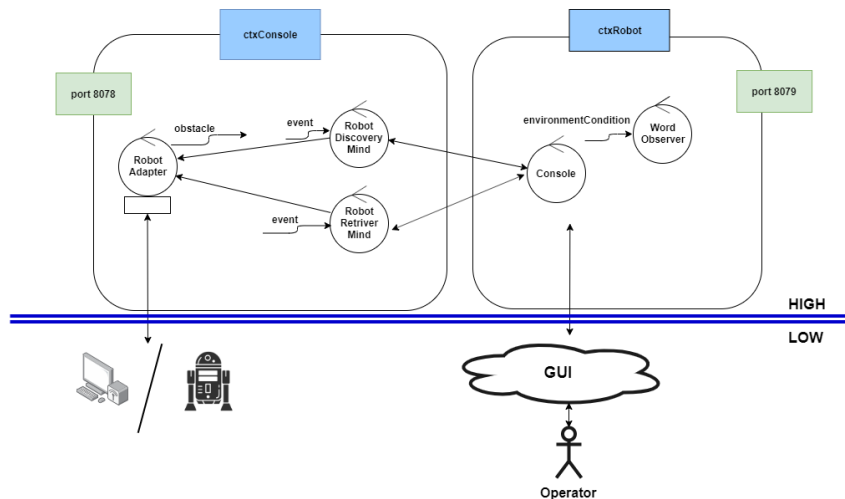 ctxConsole
ctxRobot
port 8078
port 8079
obstacle
event
Robot
Discovery
Mind
environmentCondition
Word
Observer
Robot
Adapter
Console
event
Robot
Retriver
Mind
HIGH
LOW
GUI
Operator